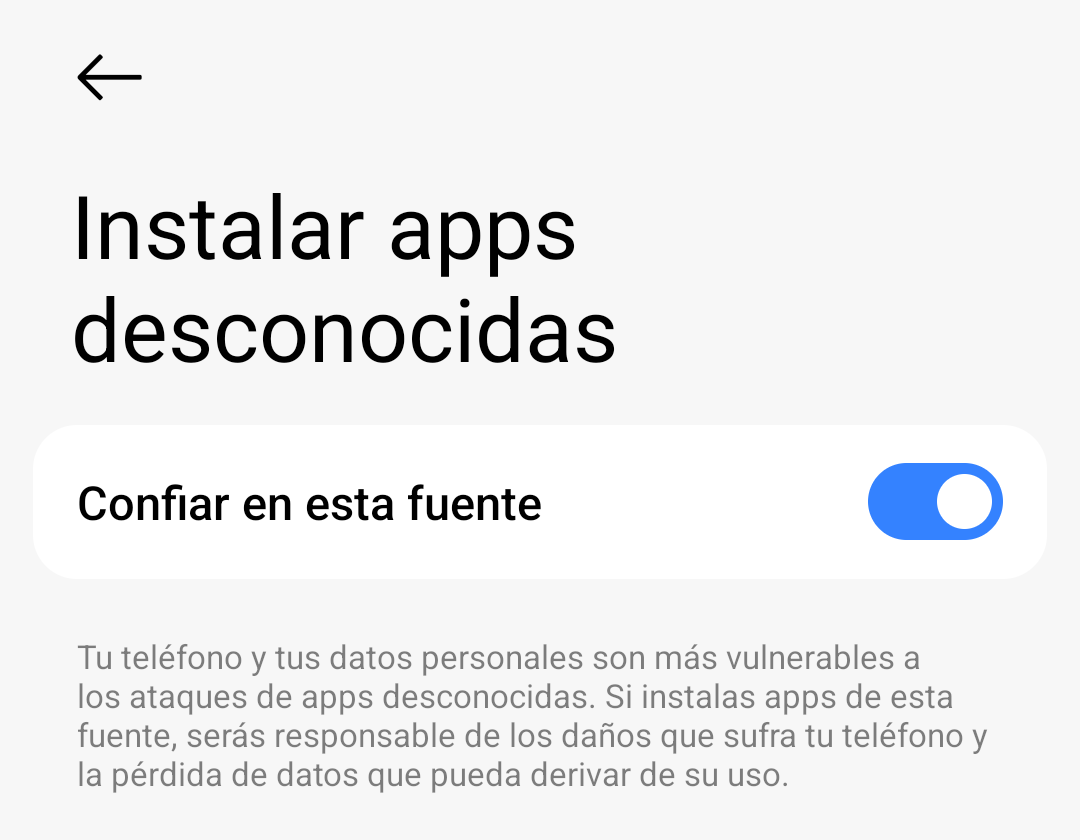 Instalar apps
desconocidas
Confiar en esta fuente
Tu teléfono y tus datos personales son más vulnerables a
los ataques de apps desconocidas. Si instalas apps de esta
fuente, serás responsable de los daños que sufra tu teléfono y
la pérdida de datos que pueda derivar de su uso.